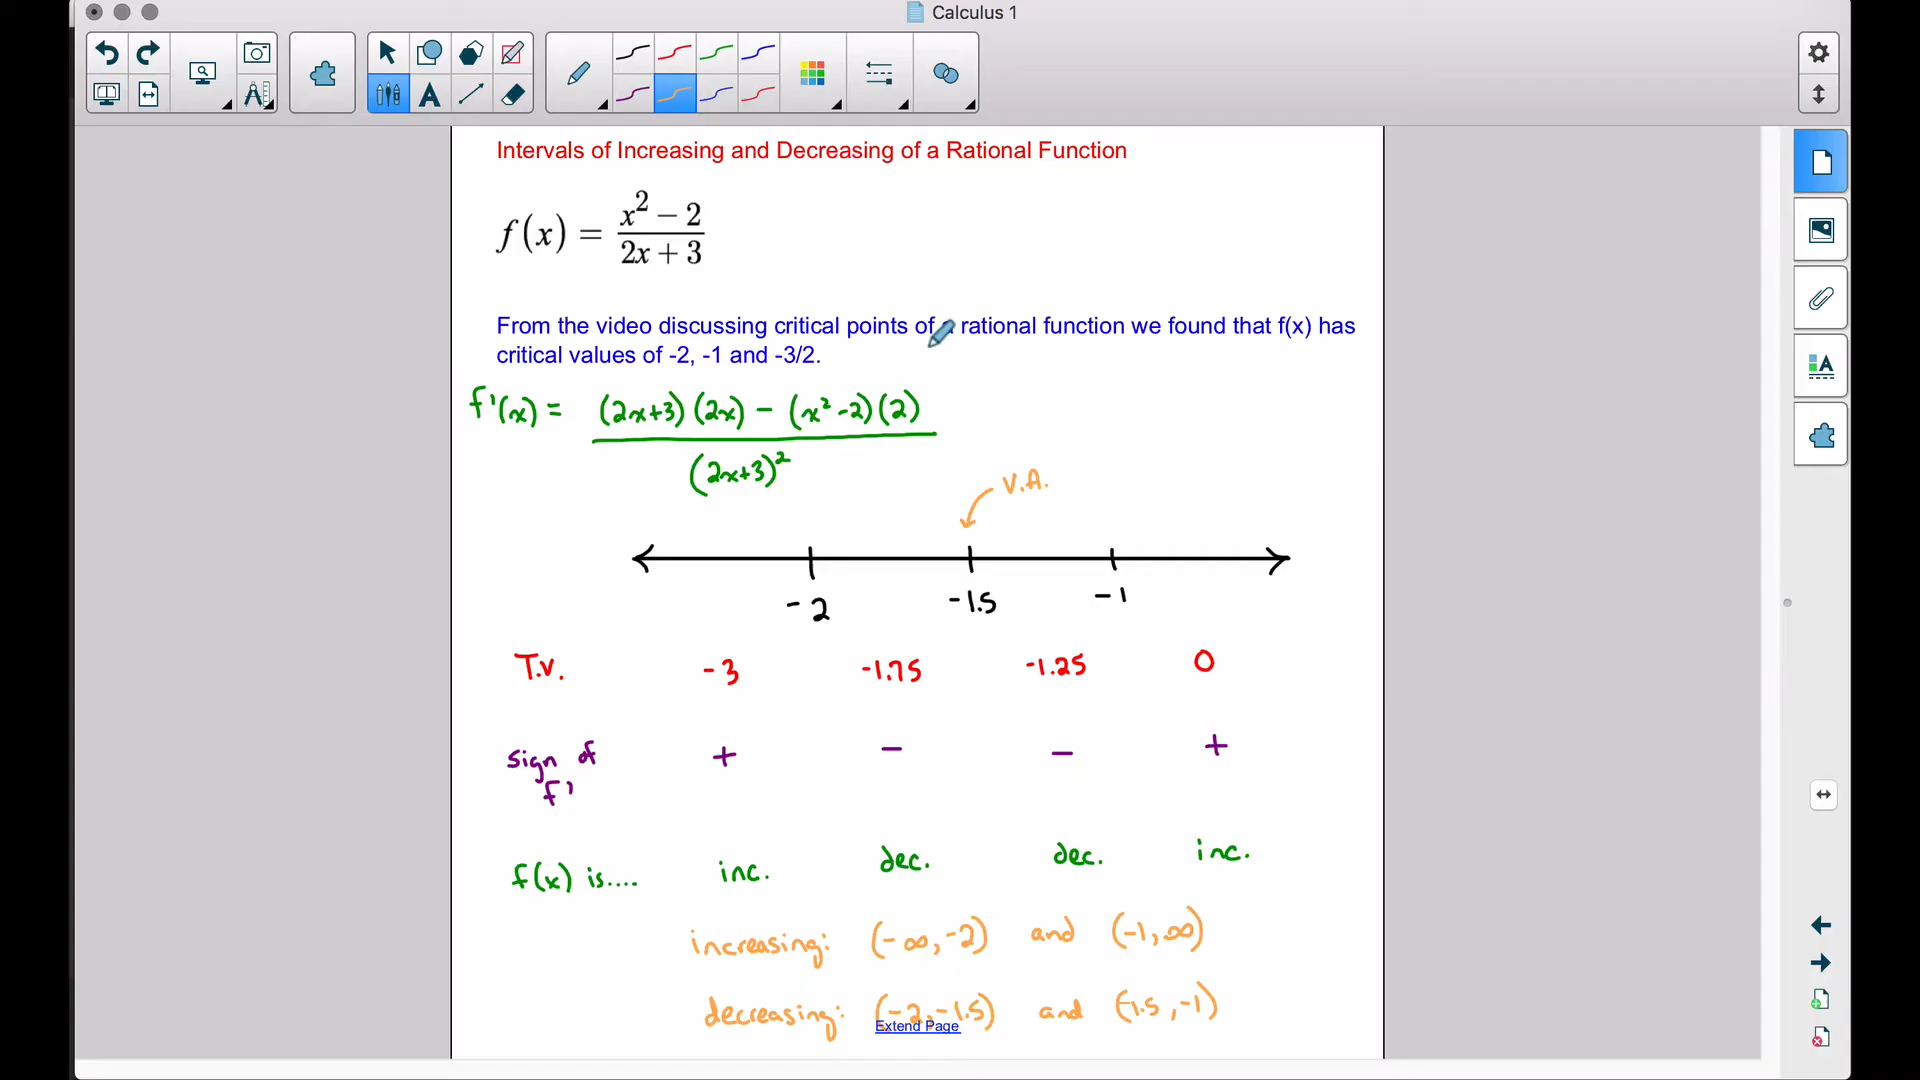 Calculus 1
Intervals of Increasing and Decreasing of a Rational Function
f(x) = (x² − 2)/(2x + 3)
From the video discussing critical points of a rational function we found that f(x) has
critical values of -2, -1 and -3/2.
f'(x) = ((2x+3)(2x) − (x²-2)(2))/(2x+3)²
V.A.
-2 -1.5 -1
T.V. -3 -1.75 -1.25 0
sign of f' + − − +
f(x) is.... inc. dec. dec. inc.
increasing: (-∞,-2) and (-1,∞)
decreasing: (-2,-1.5) and (-1.5,-1)
Extend Page